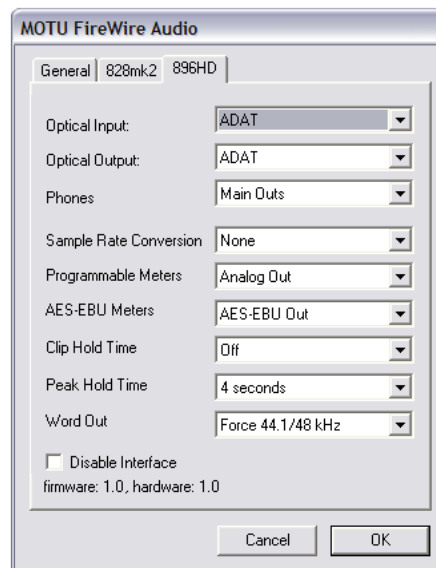 MOTU FireWire Audio
General 828mk2 896HD
Optical Input: ADAT
Optical Output: ADAT
Phones Main Outs
Sample Rate Conversion None
Programmable Meters Analog Out
AES-EBU Meters AES-EBU Out
Clip Hold Time Off
Peak Hold Time 4 seconds
Word Out Force 44.1/48 kHz
Disable Interface
firmware: 1.0, hardware: 1.0
Cancel OK